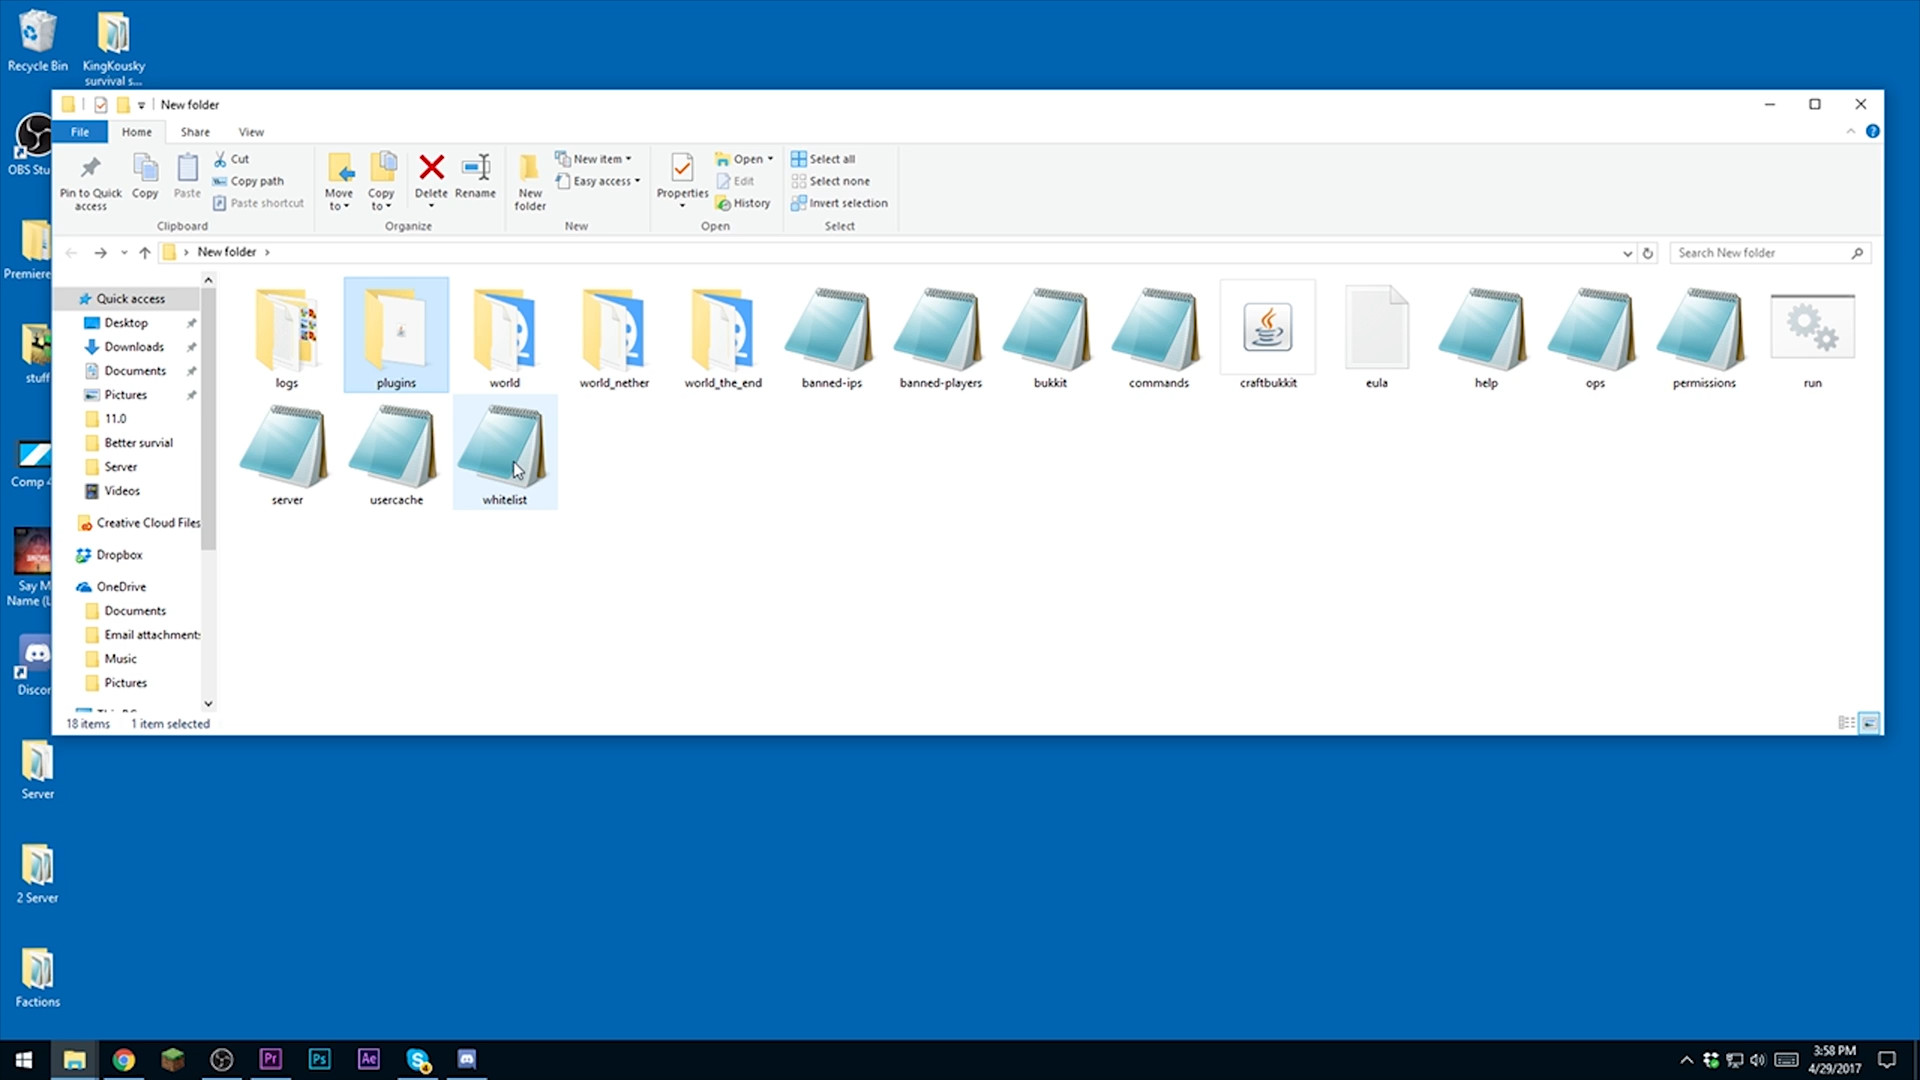 Recycle Bin
KingKousky
survival s...
New folder
File
Home
Share
View
Pin to Quick
access
Copy
Paste
Cut
Copy path
Paste shortcut
Clipboard
Move
to
Copy
to
Delete
Rename
Organize
New
folder
New item
Easy access
New
Properties
Open
Edit
History
Open
Select all
Select none
Invert selection
Select
New folder
Search New folder
OBS Stu
Premiere
stuff
Comp 4
Say M
Name (L
Discor
Server
2 Server
Factions
Quick access
Desktop
Downloads
Documents
Pictures
11.0
Better survial
Server
Videos
Creative Cloud Files
Dropbox
OneDrive
Documents
Email attachments
Music
Pictures
logs
plugins
world
world_nether
world_the_end
banned-ips
banned-players
bukkit
commands
craftbukkit
eula
help
ops
permissions
run
server
usercache
whitelist
18 items
1 item selected
Pr
Ps
Ae
S
4
3:58 PM
4/29/2017